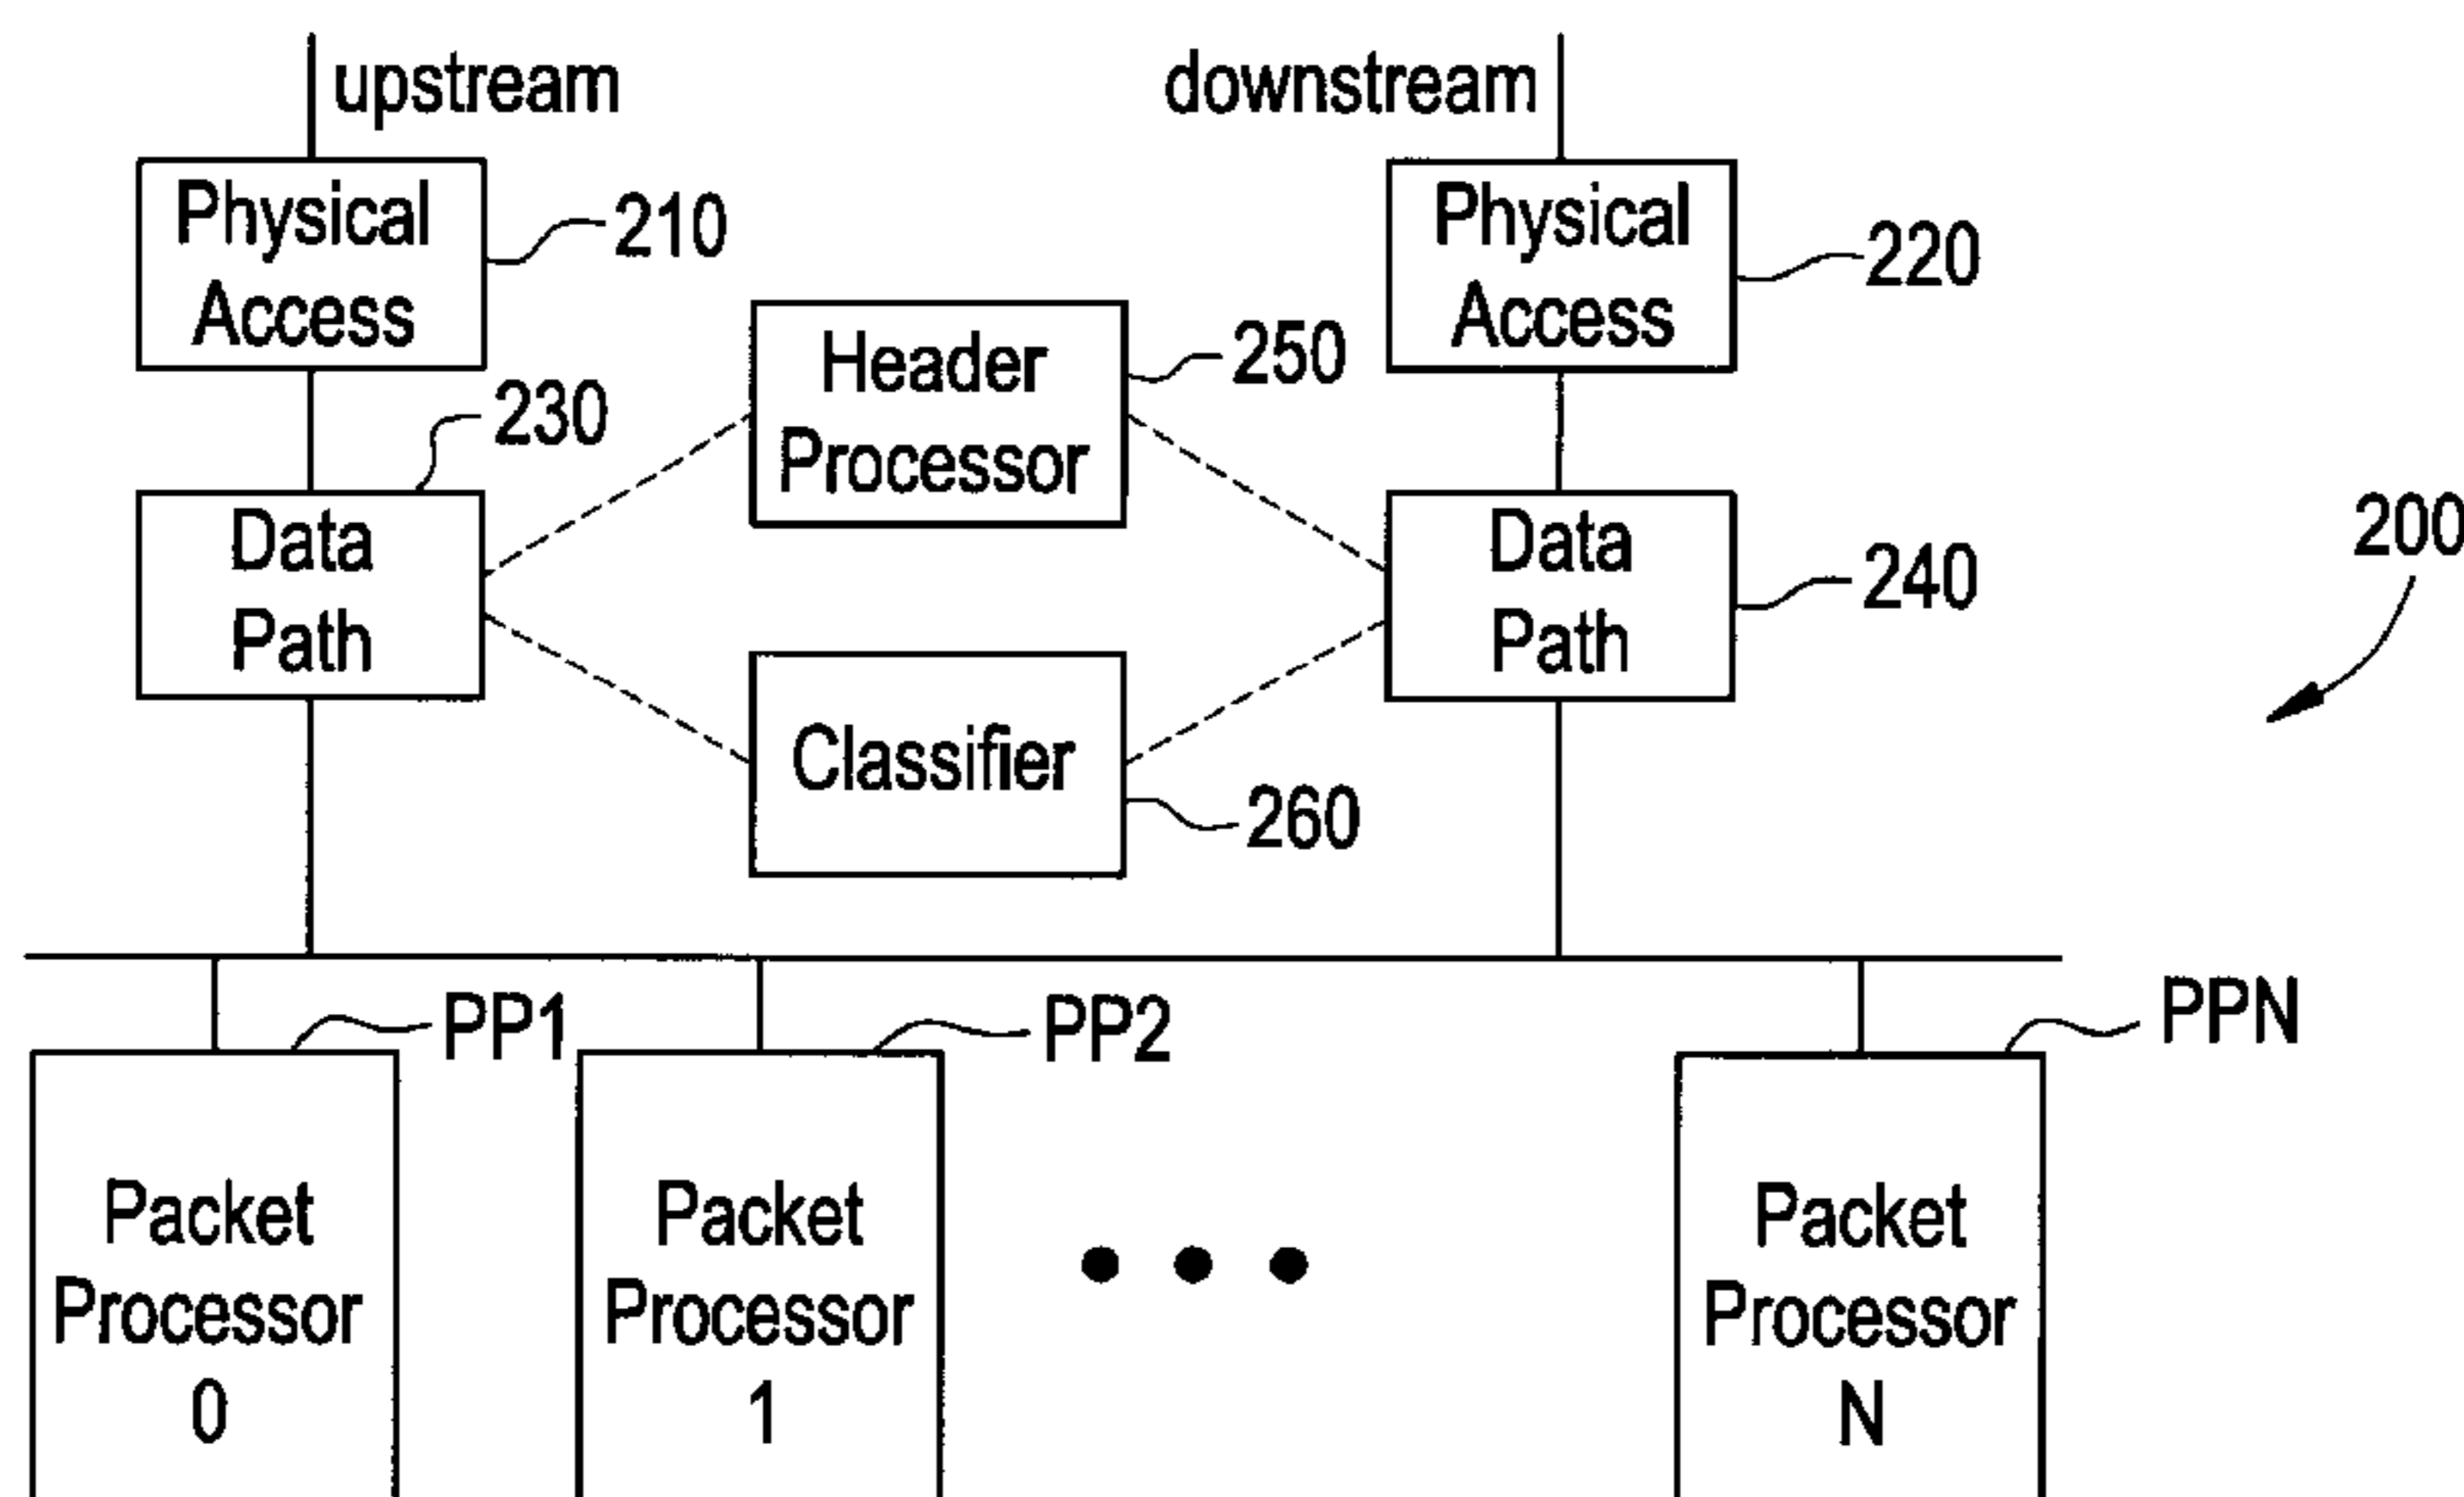 upstream
downstream
Physical
Access
210
Physical
Access
220
Header
Processor
250
230
Data
Path
Data
Path
240
200
Classifier
260
PP1
PP2
PPN
Packet
Processor
0
Packet
Processor
1
Packet
Processor
N